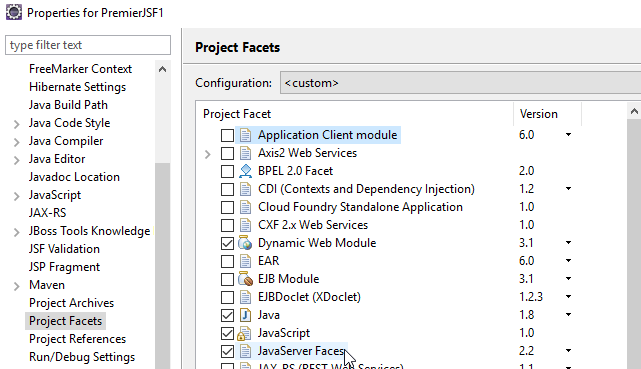 Properties for PremierJSF1
type filter text
FreeMarker Context
Hibernate Settings
Java Build Path
Java Code Style
Java Compiler
Java Editor
Javadoc Location
JavaScript
JAX-RS
JBoss Tools Knowledge
JSF Validation
JSP Fragment
Maven
Project Archives
Project Facets
Project References
Run/Debug Settings
Project Facets
Configuration: <custom>
Project Facet Version
Application Client module 6.0
Axis2 Web Services
BPEL 2.0 Facet 2.0
CDI (Contexts and Dependency Injection) 1.2
Cloud Foundry Standalone Application 1.0
CXF 2.x Web Services 1.0
Dynamic Web Module 3.1
EAR 6.0
EJB Module 3.1
EJBDoclet (XDoclet) 1.2.3
Java 1.8
JavaScript 1.0
JavaServer Faces 2.2
JAX-RS (REST Web Services) 1.1